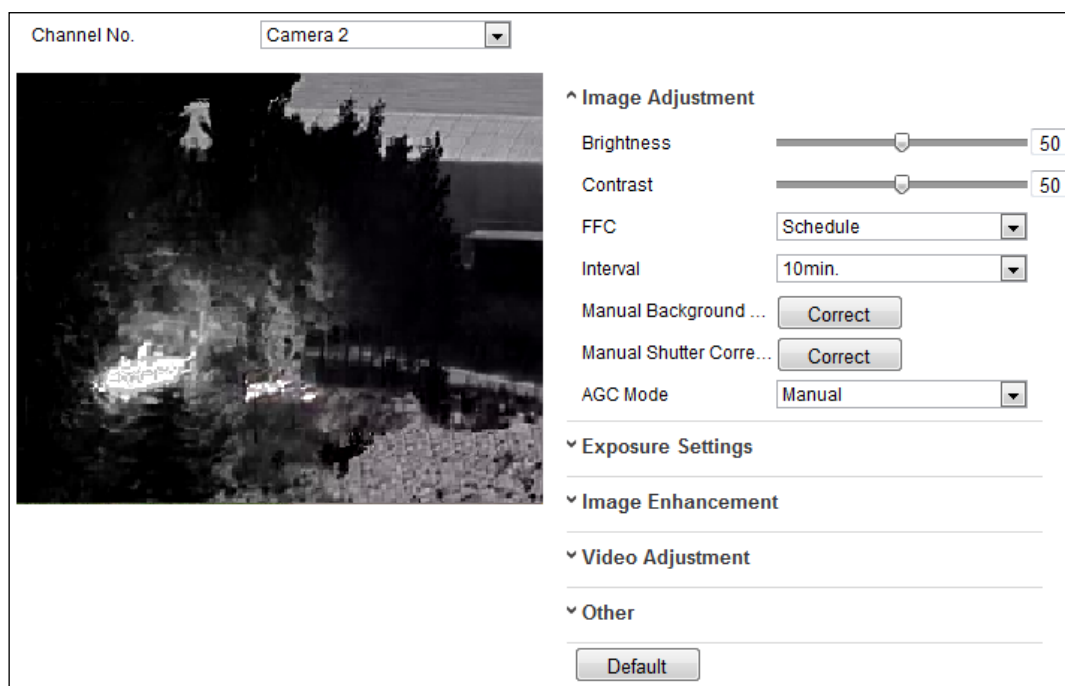 Channel No. Camera 2
Image Adjustment
Brightness 50
Contrast 50
FFC Schedule
Interval 10min.
Manual Background ... Correct
Manual Shutter Corre... Correct
AGC Mode Manual
Exposure Settings
Image Enhancement
Video Adjustment
Other
Default